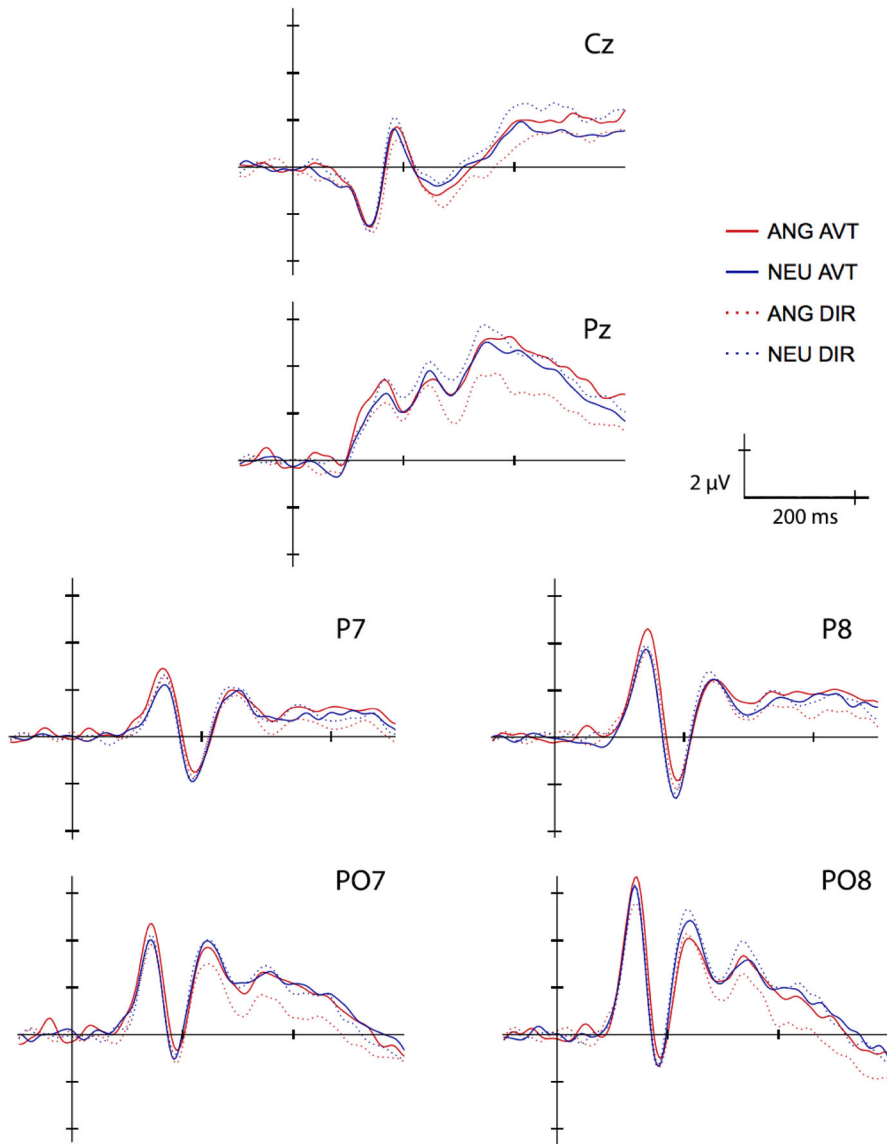 Cz
ANG AVT
NEU AVT
Pz
ANG DIR
NEU DIR
2 μV
200 ms
P7
P8
PO7
PO8